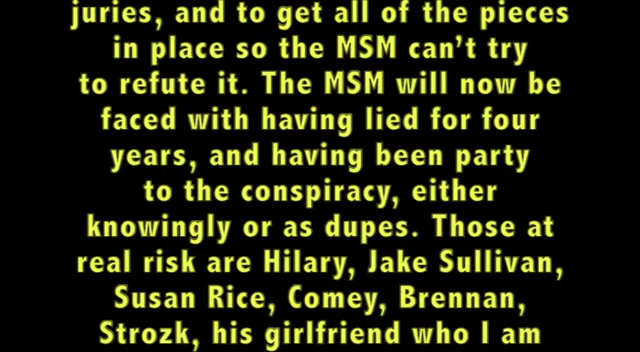 juries, and to get all of the pieces
in place so the MSM can't try
to refute it. The MSM will now be
faced with having lied for four
years, and having been party
to the conspiracy, either
knowingly or as dupes. Those at
real risk are Hilary, Jake Sullivan,
Susan Rice, Comey, Brennan,
Strozk, his girlfriend who I am